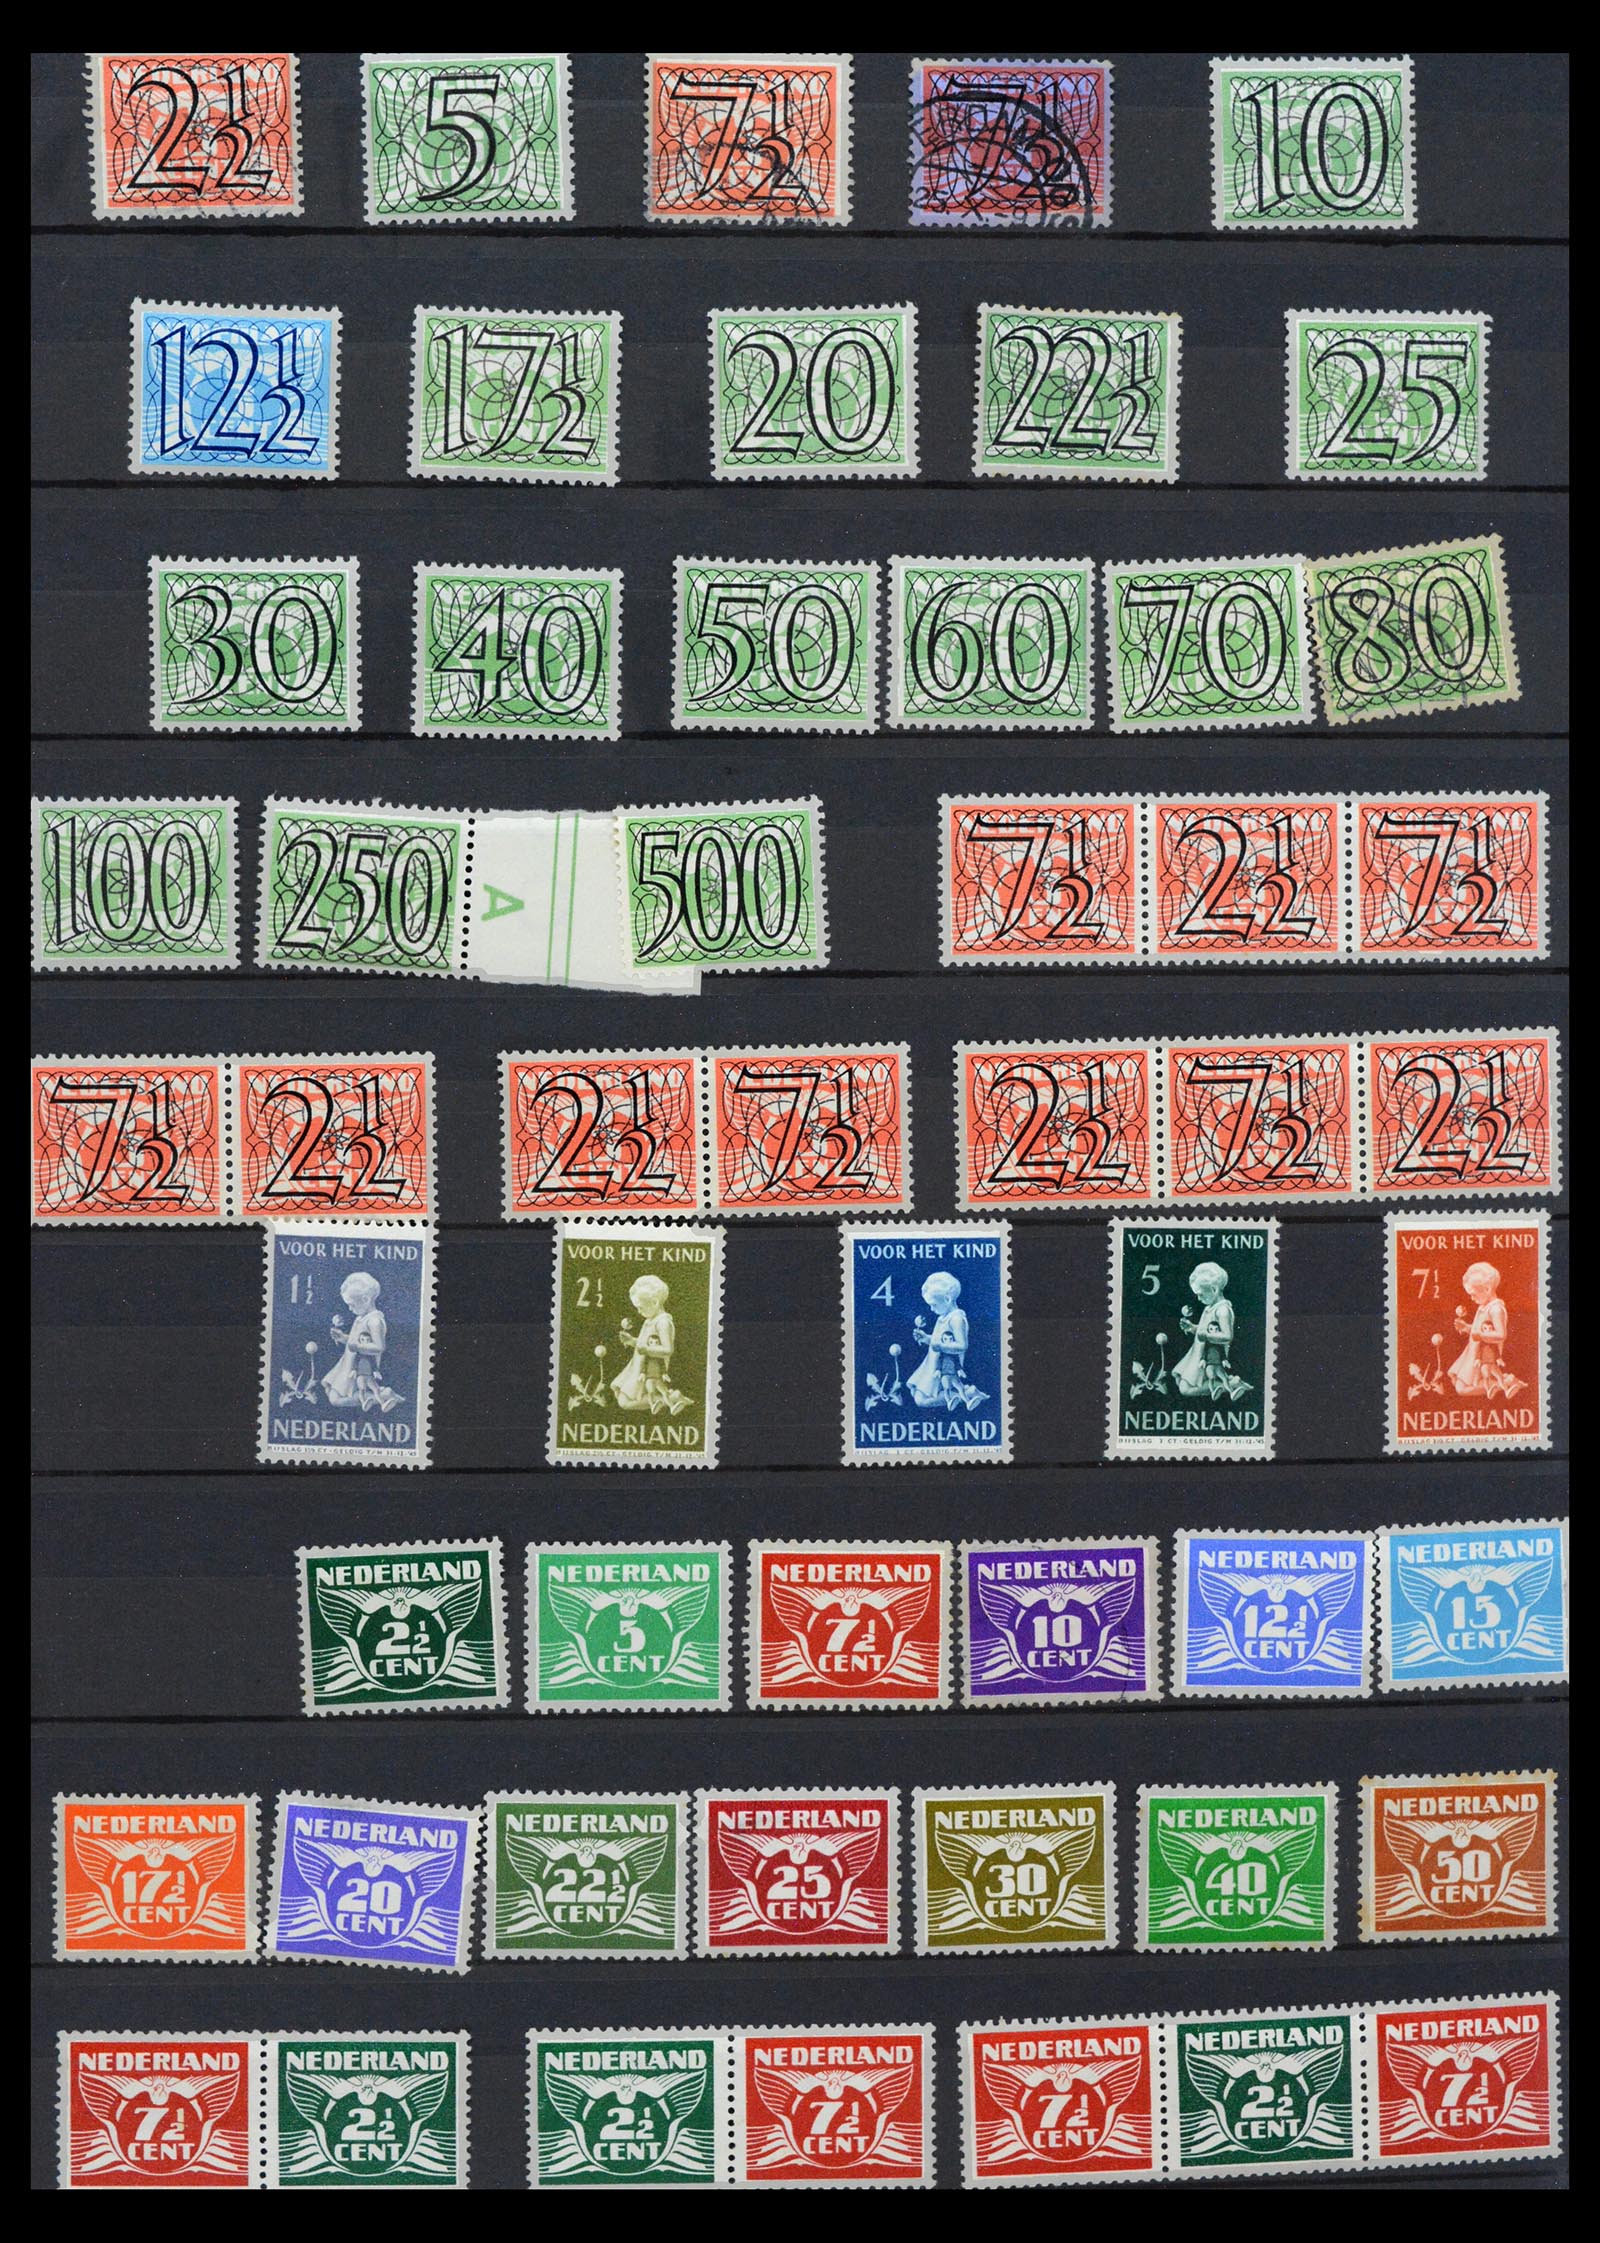 2½ 5 7½ 7½ 10
12½ 17½ 20 22½ 25
30 40 50 60 70 80
100 250 A 500 7½ 2½ 7½
7½ 2½ 2½ 7½ 2½ 7½ 2½
VOOR HET KIND VOOR HET KIND VOOR HET KIND VOOR HET KIND VOOR HET KIND
1½ 2½ 4 5 7½
NEDERLAND NEDERLAND NEDERLAND NEDERLAND NEDERLAND
NEDERLAND NEDERLAND NEDERLAND NEDERLAND NEDERLAND NEDERLAND
2½ 5 7½ 10 12½ 15
CENT CENT CENT CENT CENT CENT
NEDERLAND NEDERLAND NEDERLAND NEDERLAND NEDERLAND NEDERLAND NEDERLAND
17½ 20 22½ 25 30 40 50
CENT CENT CENT CENT CENT CENT CENT
NEDERLAND NEDERLAND NEDERLAND NEDERLAND NEDERLAND NEDERLAND NEDERLAND
7½ 2½ 2½ 7½ 7½ 2½ 7½
CENT CENT CENT CENT CENT CENT CENT